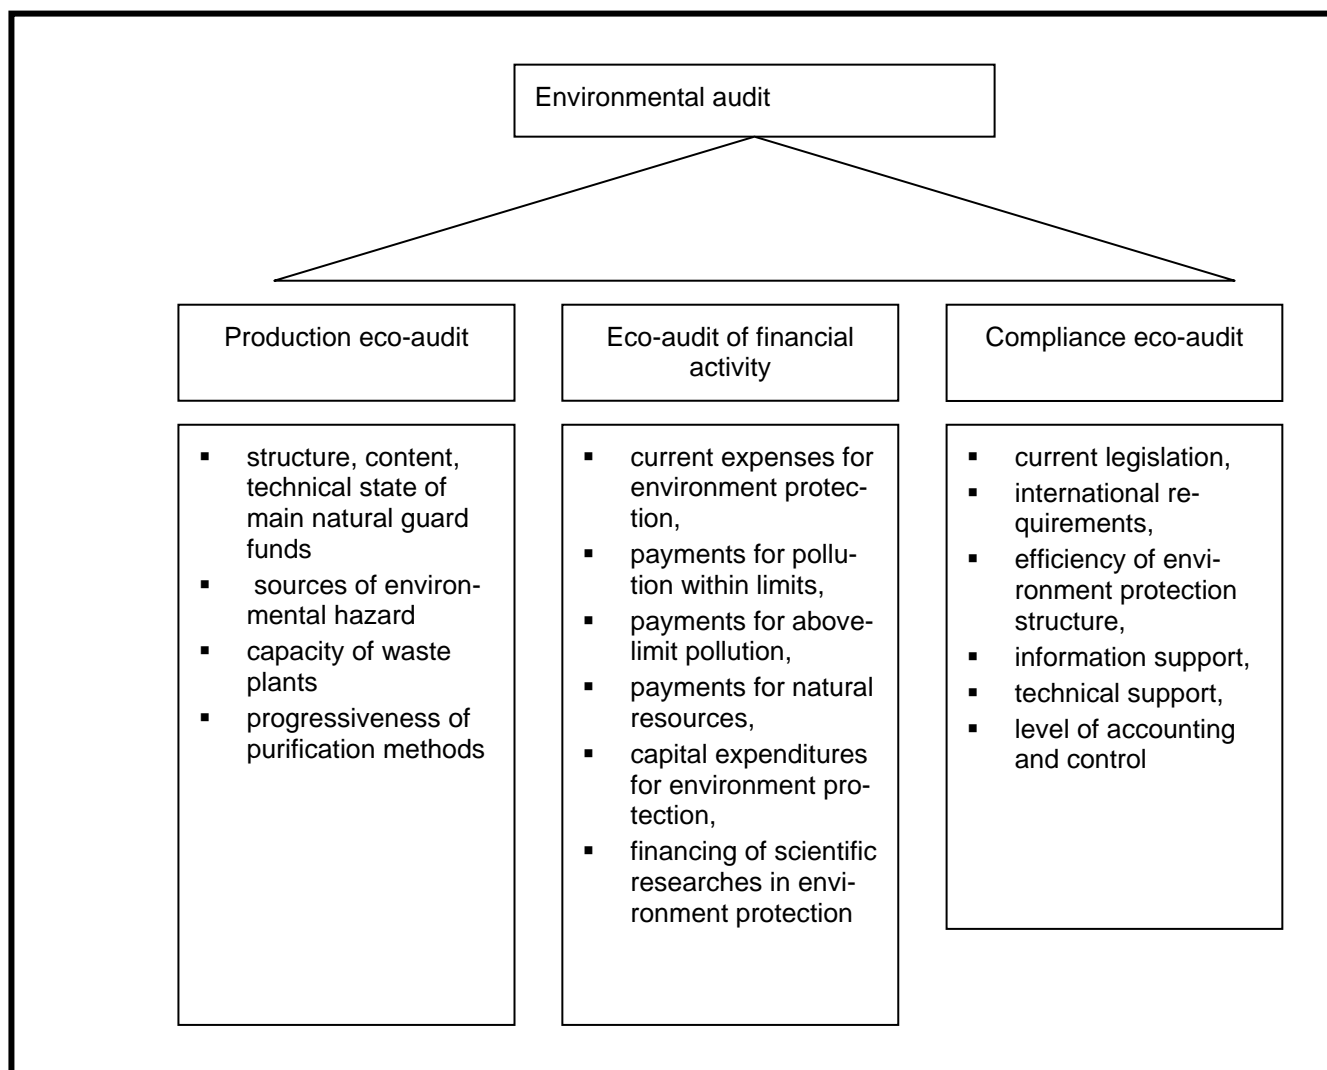 Environmental audit
Production eco-audit
Eco-audit of financial
activity
Compliance eco-audit
▪ structure, content,
technical state of
main natural guard
funds
▪ sources of environ-
mental hazard
▪ capacity of waste
plants
▪ progressiveness of
purification methods
▪ current expenses for
environment protec-
tion,
▪ payments for pollu-
tion within limits,
▪ payments for above-
limit pollution,
▪ payments for natural
resources,
▪ capital expenditures
for environment pro-
tection,
▪ financing of scientific
researches in envi-
ronment protection
▪ current legislation,
▪ international re-
quirements,
▪ efficiency of envi-
ronment protection
structure,
▪ information support,
▪ technical support,
▪ level of accounting
and control